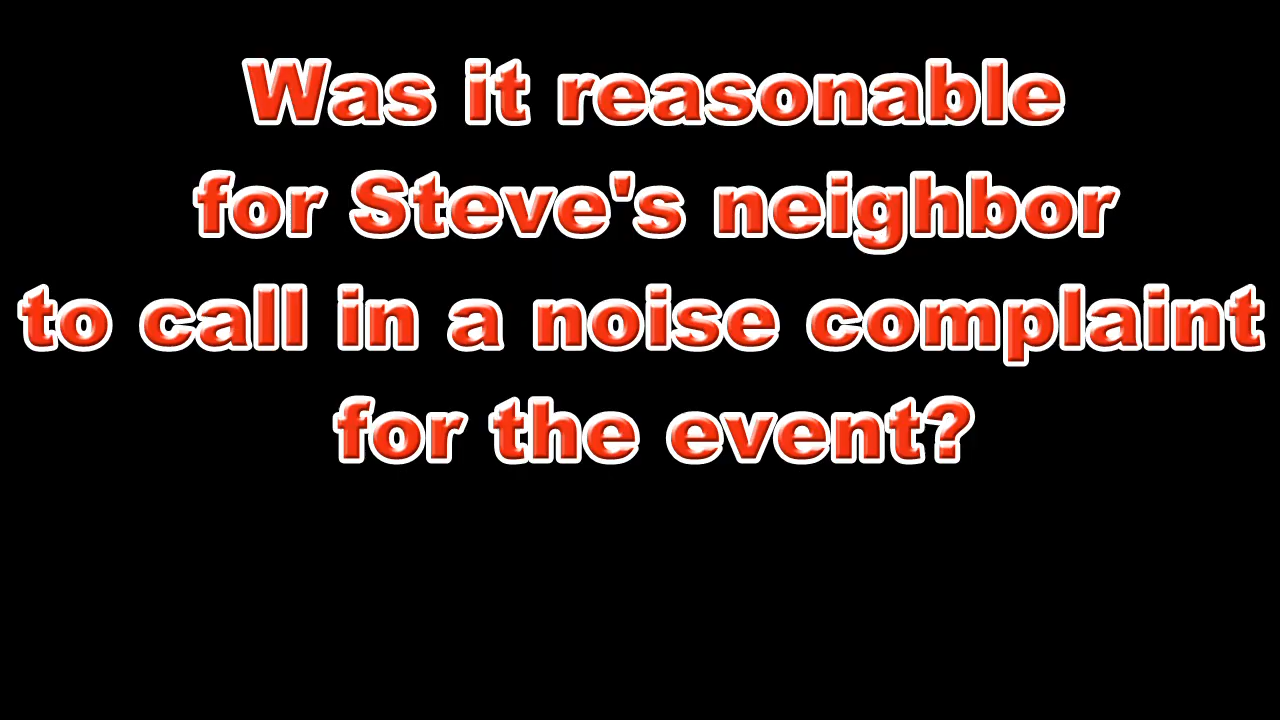 Was it reasonable
for Steve's neighbor
to call in a noise complaint
for the event?